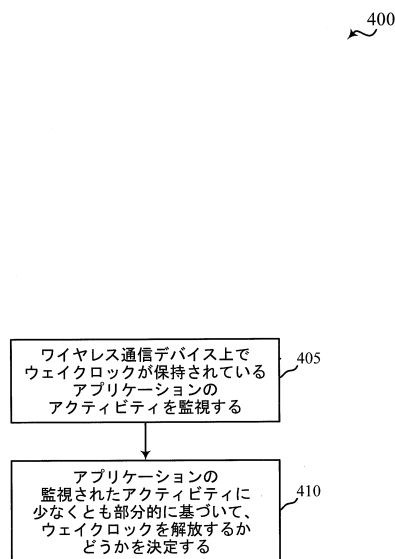 400
ワイヤレス通信デバイス上で
ウェイクロックが保持されている
アプリケーションの
アクティビティを監視する
405
アプリケーションの
監視されたアクティビティに
少なくとも部分的に基づいて、
ウェイクロックを解放するか
どうかを決定する
410